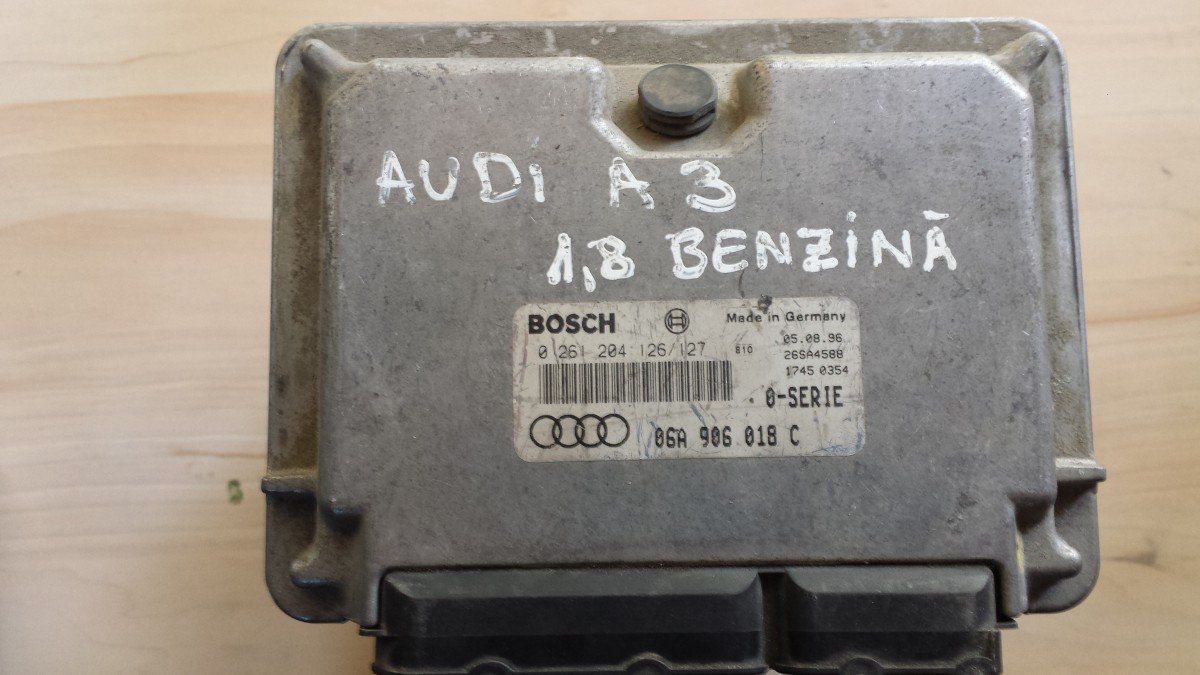 AUDi A 3
1,8 BENZiNĂ
BOSCH Made in Germany
0 261 204 126/127 810 05.08.96
26SA4588
1745 0354
0-SERIE
06A 906 018 C